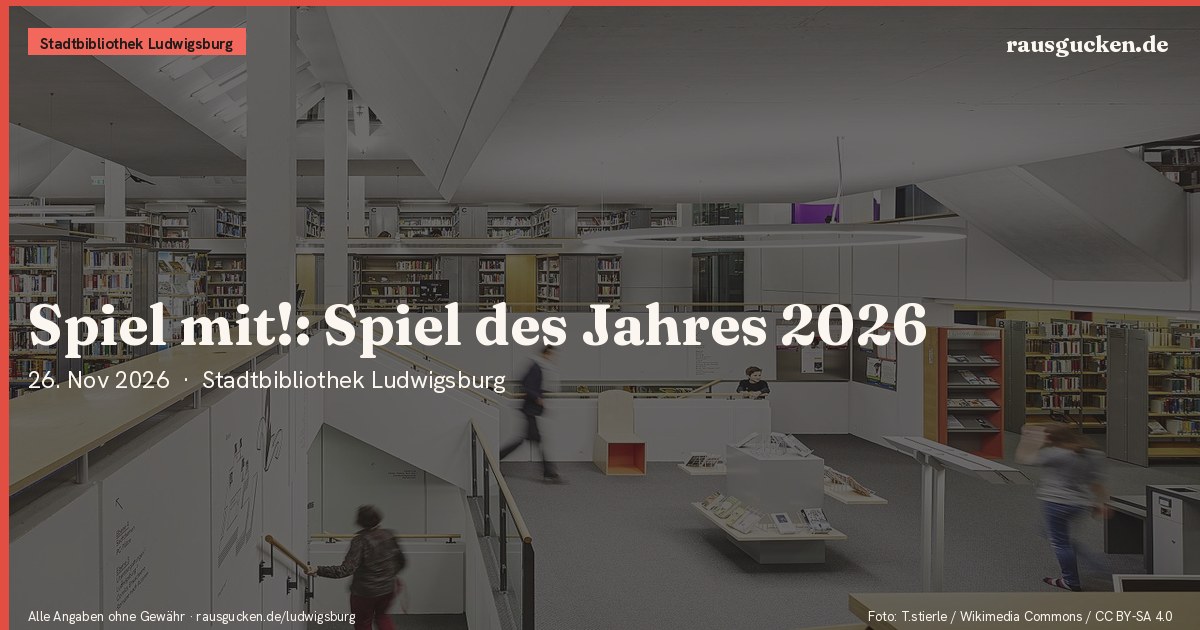 Stadtbibliothek Ludwigsburg
rausgucken.de
Spiel mit!: Spiel des Jahres 2026
26. Nov 2026 · Stadtbibliothek Ludwigsburg
Alle Angaben ohne Gewähr · rausgucken.de/ludwigsburg
Foto: T.stierle / Wikimedia Commons / CC BY-SA 4.0